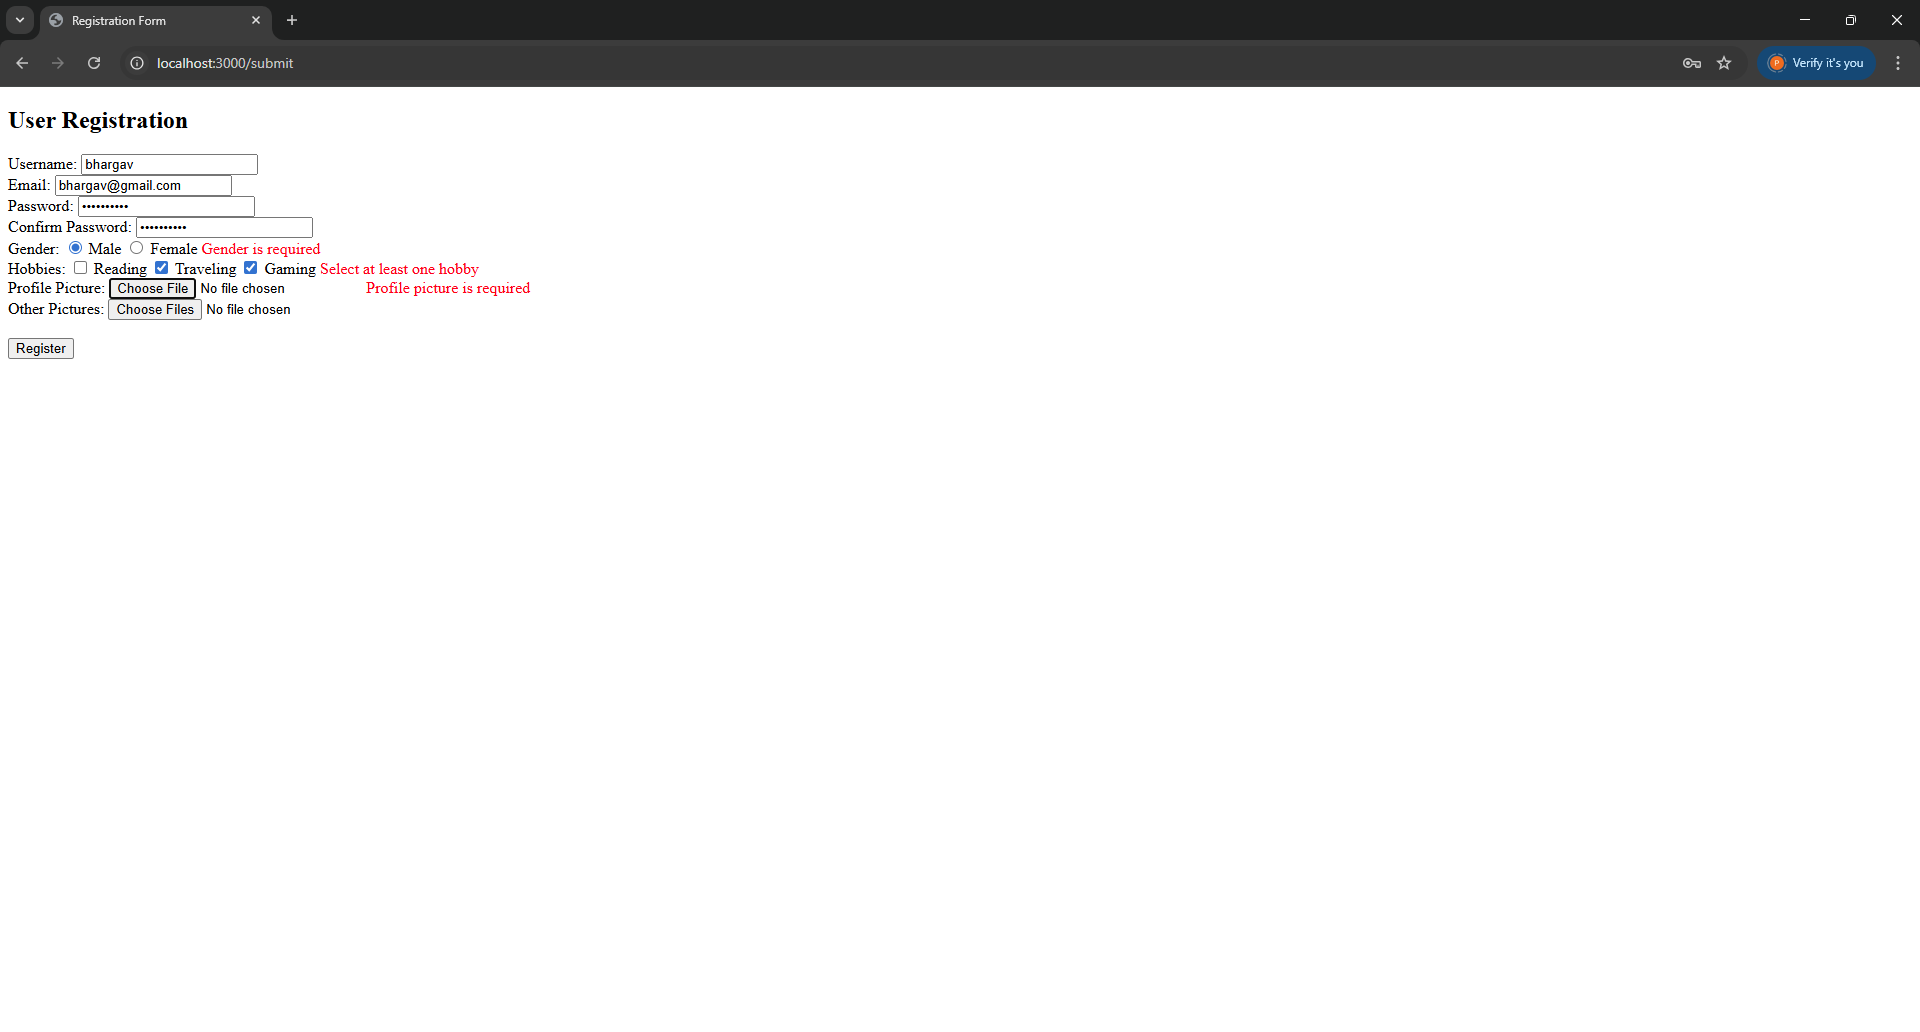 Registration Form
localhost:3000/submit
P
Verify it's you
User Registration
Username: bhargav
Email: bhargav@gmail.com
Password: ••••••••••
Confirm Password: ••••••••••
Gender: Male Female Gender is required
Hobbies: Reading Traveling Gaming Select at least one hobby
Profile Picture: Choose File No file chosen Profile picture is required
Other Pictures: Choose Files No file chosen
Register